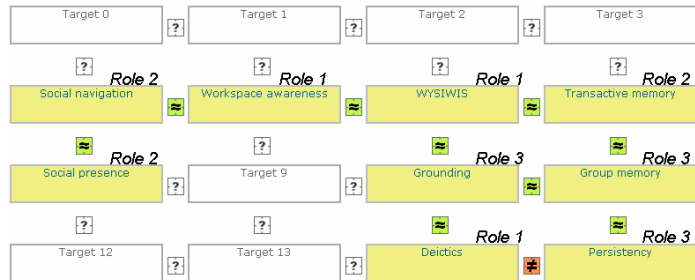 Target 0 ? Target 1 ? Target 2 ? Target 3
? ? ? ?
Role 2 Role 1 Role 1 Role 2
Social navigation ≈ Workspace awareness ≈ WYSIWIS ≈ Transactive memory
≈ ? ≈ ≈
Role 2 Role 3 Role 3
Social presence ? Target 9 ? Grounding ≈ Group memory
? ? ≈ ≈
Role 1 Role 3
Target 12 ? Target 13 ? Deictics ≠ Persistency